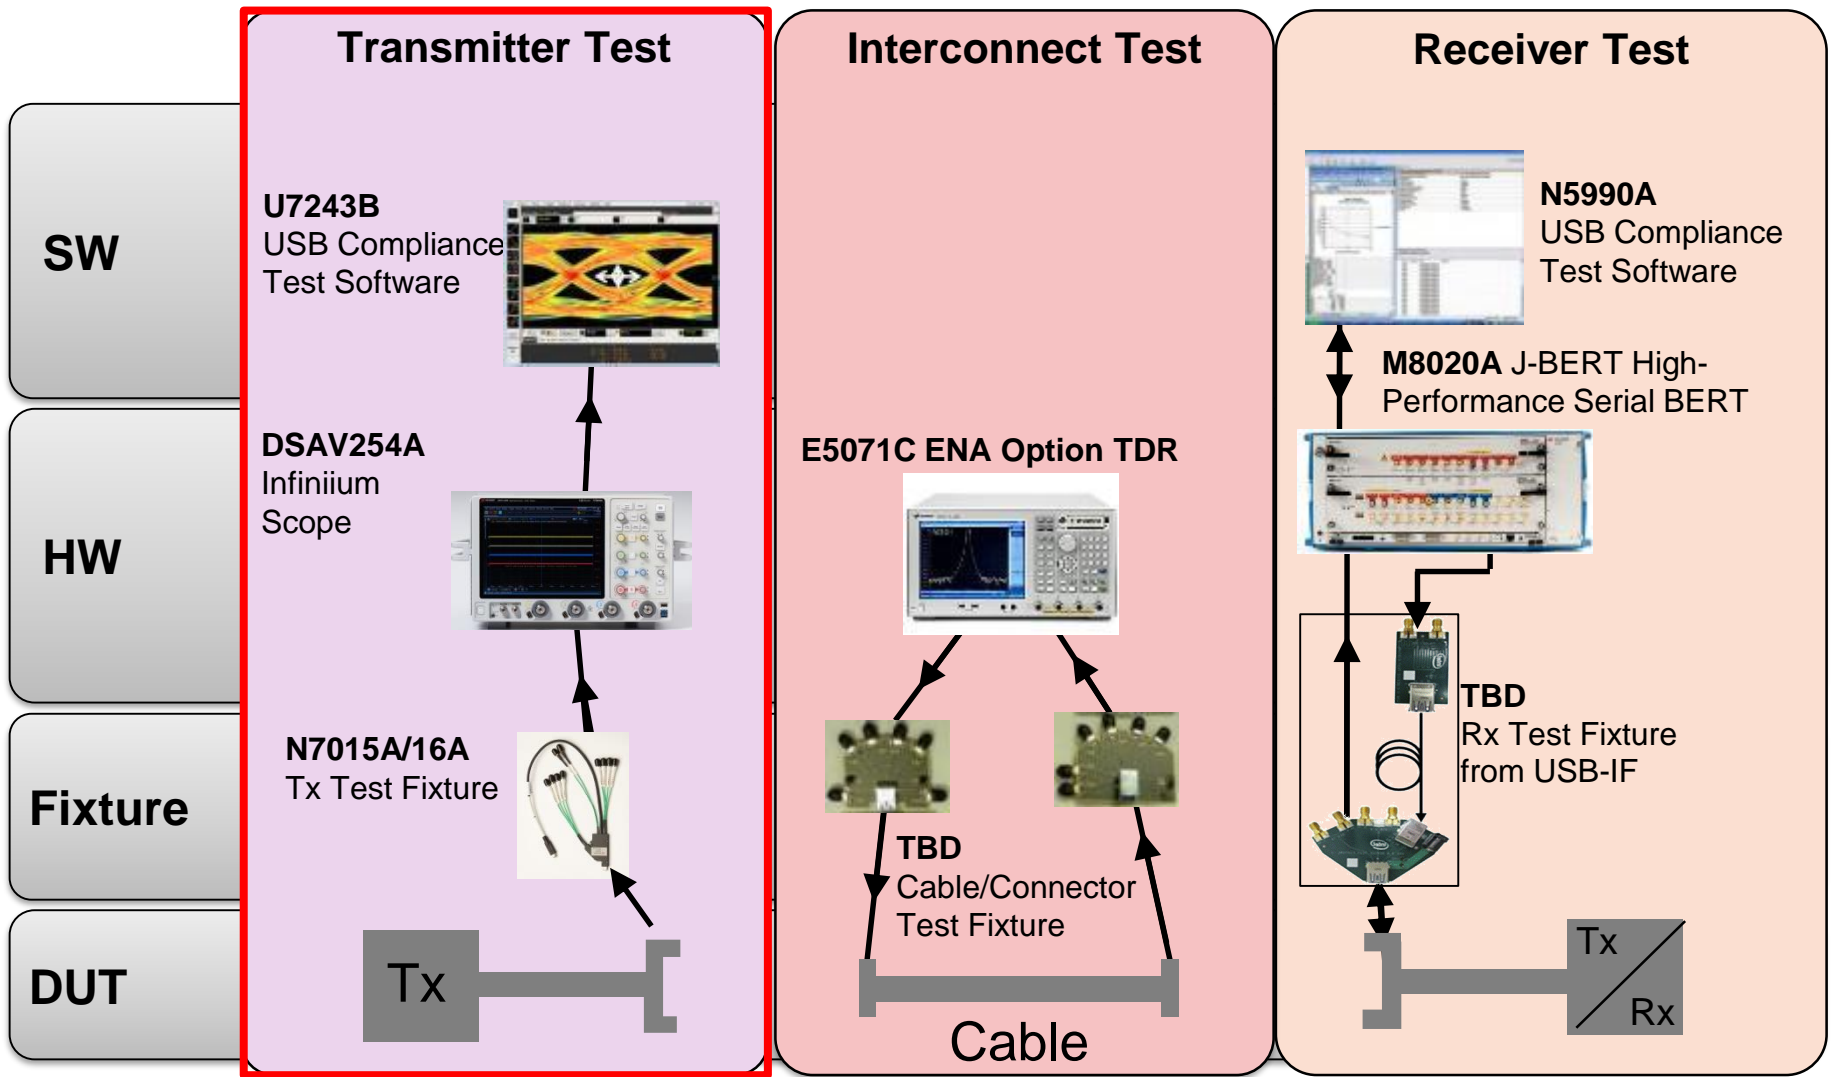 Transmitter Test
Interconnect Test
Receiver Test
SW
U7243B
USB Compliance
Test Software
N5990A
USB Compliance
Test Software
M8020A J-BERT High-
Performance Serial BERT
HW
DSAV254A
Infiniium
Scope
E5071C ENA Option TDR
Fixture
N7015A/16A
Tx Test Fixture
TBD
Cable/Connector
Test Fixture
TBD
Rx Test Fixture
from USB-IF
DUT
Tx
Cable
Tx
Rx